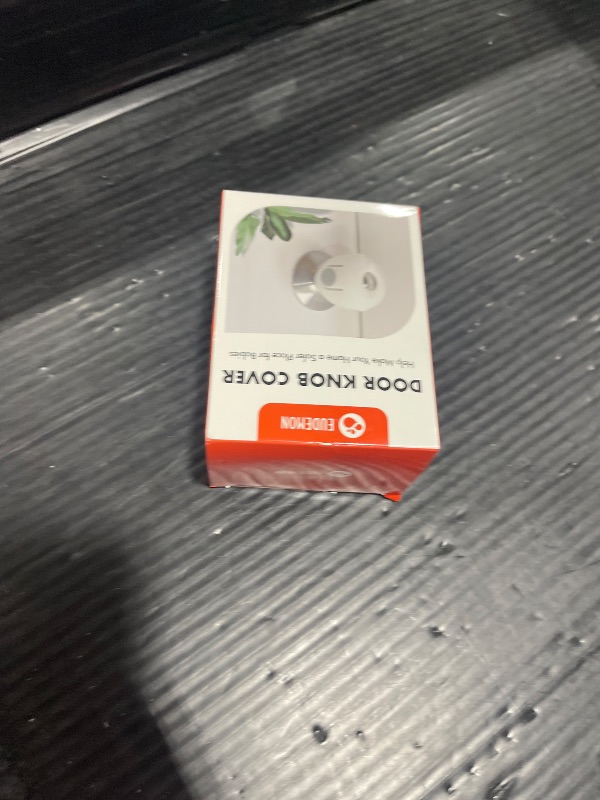 EUDEMON
DOOR KNOB COVER
Help Make Your Home a Safer Place for Babies